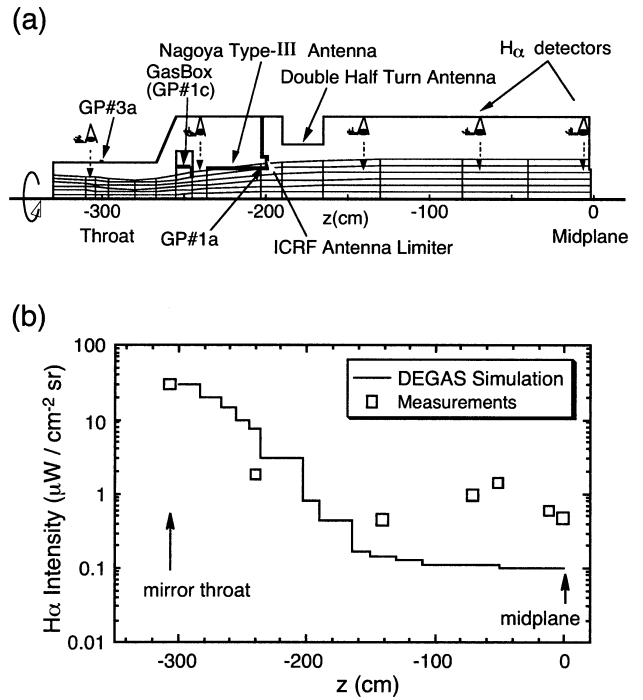 (a)
Nagoya Type-III Antenna
Hα detectors
GasBox
(GP#1c)
Double Half Turn Antenna
GP#3a
-300
-200
-100
0
z(cm)
Throat
GP#1a
ICRF Antenna Limiter
Midplane
(b)
100
10
1
0.1
0.01
Hα Intensity (μW / cm-2 sr)
DEGAS Simulation
Measurements
mirror throat
midplane
-300
-200
-100
0
z (cm)